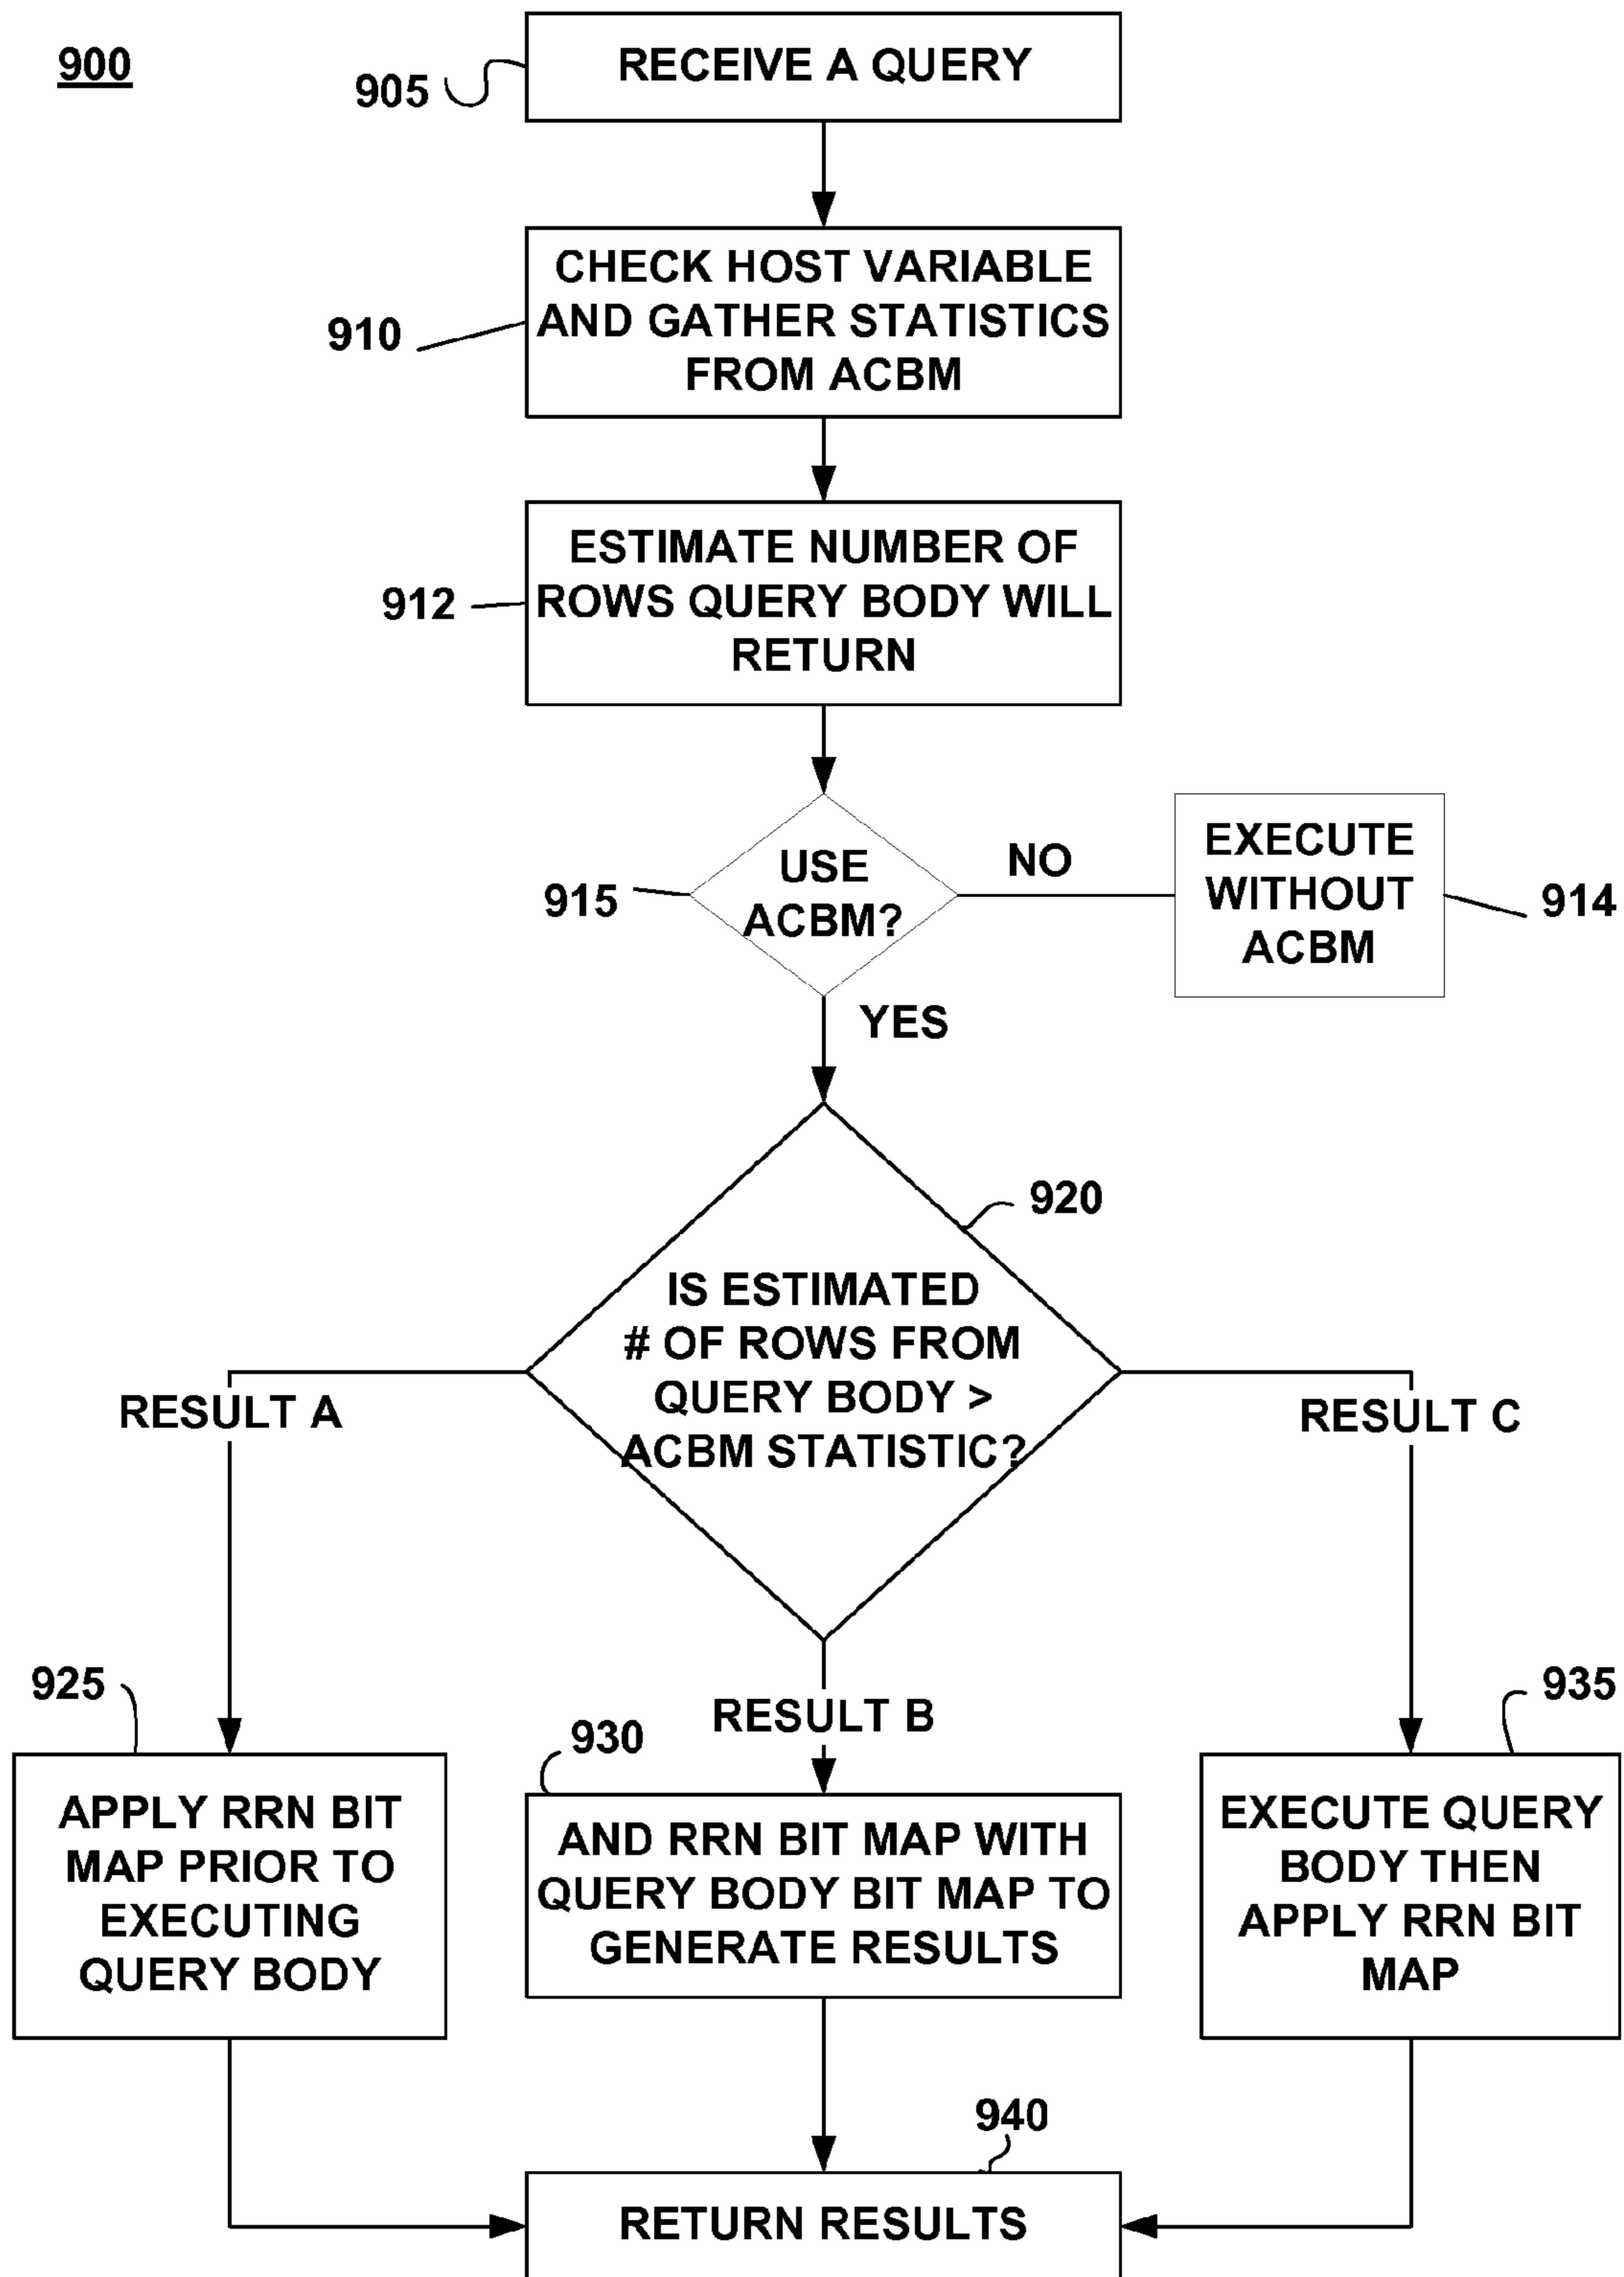 900
905
RECEIVE A QUERY
910
CHECK HOST VARIABLE
AND GATHER STATISTICS
FROM ACBM
912
ESTIMATE NUMBER OF
ROWS QUERY BODY WILL
RETURN
915
USE
ACBM?
NO
EXECUTE
WITHOUT
ACBM
914
YES
920
IS ESTIMATED
# OF ROWS FROM
QUERY BODY >
ACBM STATISTIC?
RESULT A
RESULT C
RESULT B
925
APPLY RRN BIT
MAP PRIOR TO
EXECUTING
QUERY BODY
930
AND RRN BIT MAP WITH
QUERY BODY BIT MAP TO
GENERATE RESULTS
935
EXECUTE QUERY
BODY THEN
APPLY RRN BIT
MAP
940
RETURN RESULTS